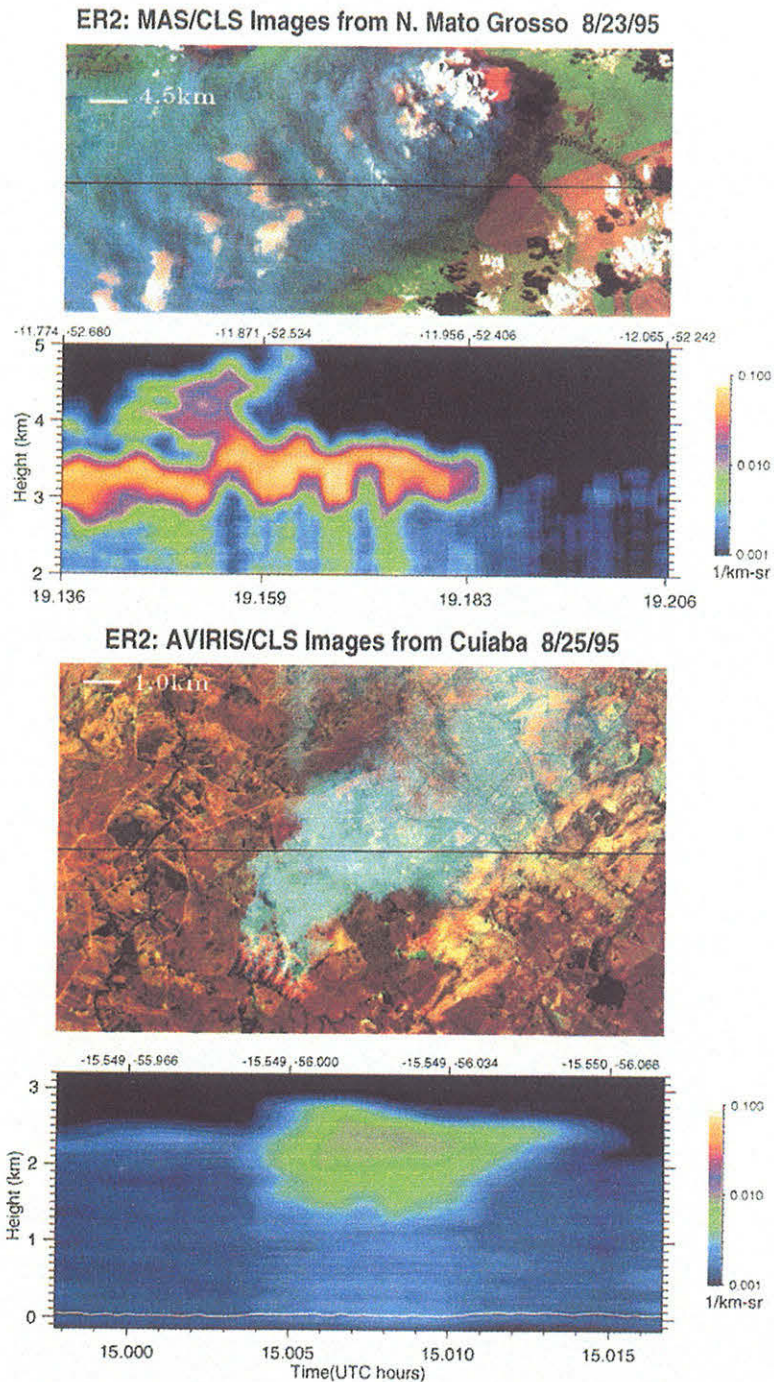 ER2: MAS/CLS Images from N. Mato Grosso 8/23/95
4.5km
-11.774 , -52.680 -11.871 , -52.534 -11.956 , -52.406 -12.065 , -52.242
5
4
3
2
Height (km)
0.100
0.010
0.001
1/km-sr
19.136 19.159 19.183 19.206
ER2: AVIRIS/CLS Images from Cuiaba 8/25/95
1.0km
-15.549 , -55.966 -15.549 , -56.000 -15.549 , -56.034 -15.550 , -56.066
3
2
1
0
Height (km)
0.100
0.010
0.001
1/km-sr
15.000 15.005 15.010 15.015
Time(UTC hours)